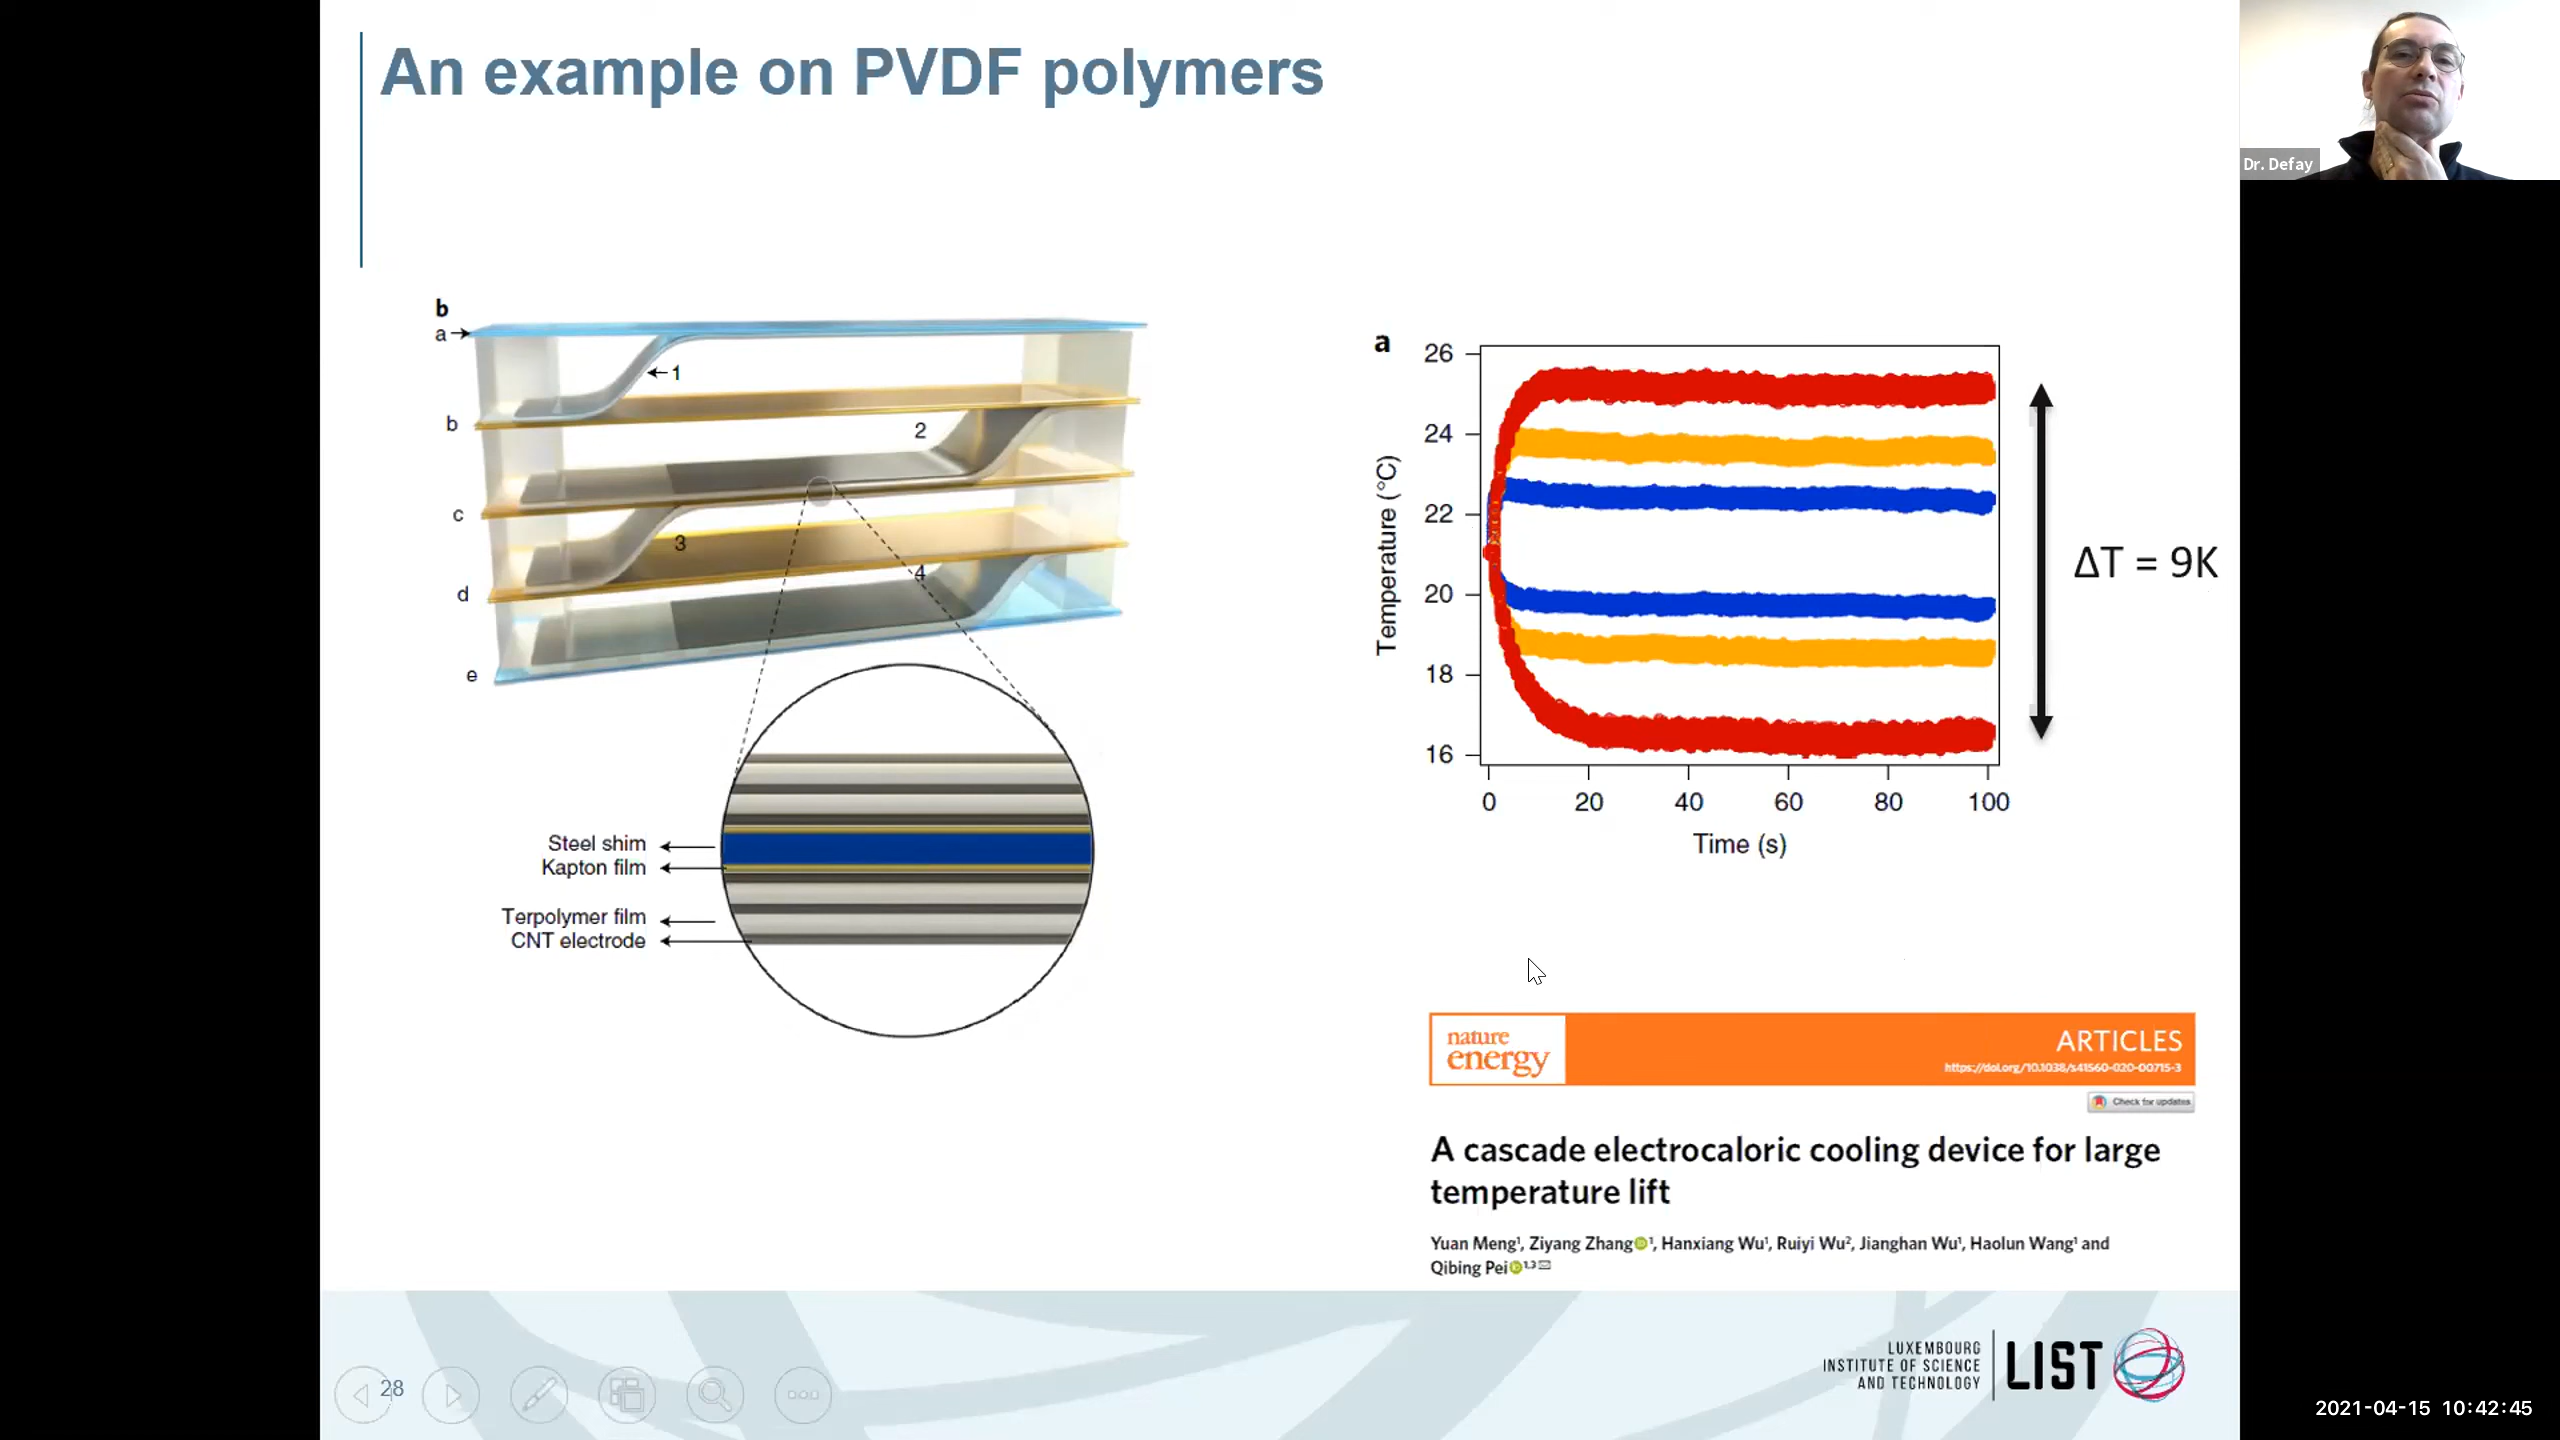 An example on PVDF polymers
Dr. Defay
b
a
1
b
2
c
3
d
4
e
Steel shim
Kapton film
Terpolymer film
CNT electrode
a
26
24
22
20
18
16
Temperature (°C)
0 20 40 60 80 100
Time (s)
ΔT = 9K
nature
energy
ARTICLES
https://doi.org/10.1038/s41560-020-00715-3
Check for updates
A cascade electrocaloric cooling device for large
temperature lift
Yuan Meng¹, Ziyang Zhang¹, Hanxiang Wu¹, Ruiyi Wu², Jianghan Wu¹, Haolun Wang¹ and
Qibing Pei¹,³
28
LUXEMBOURG
INSTITUTE OF SCIENCE
AND TECHNOLOGY
LIST
2021-04-15 10:42:45